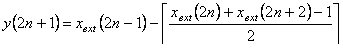 y(2n+1) = x_ext(2n−1) − ⌈(x_ext(2n) + x_ext(2n+2) − 1) / 2⌉